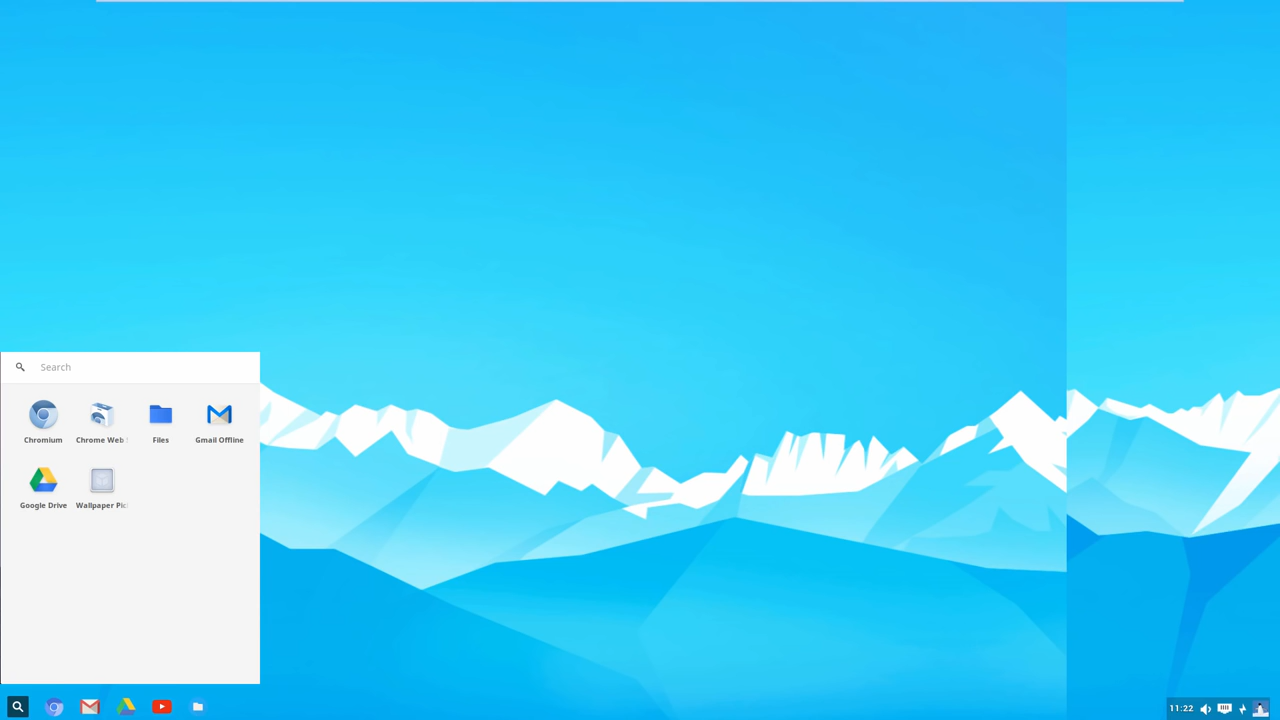 Search
Chromium
Chrome Web
Files
Gmail Offline
Google Drive
Wallpaper Pic
11:22